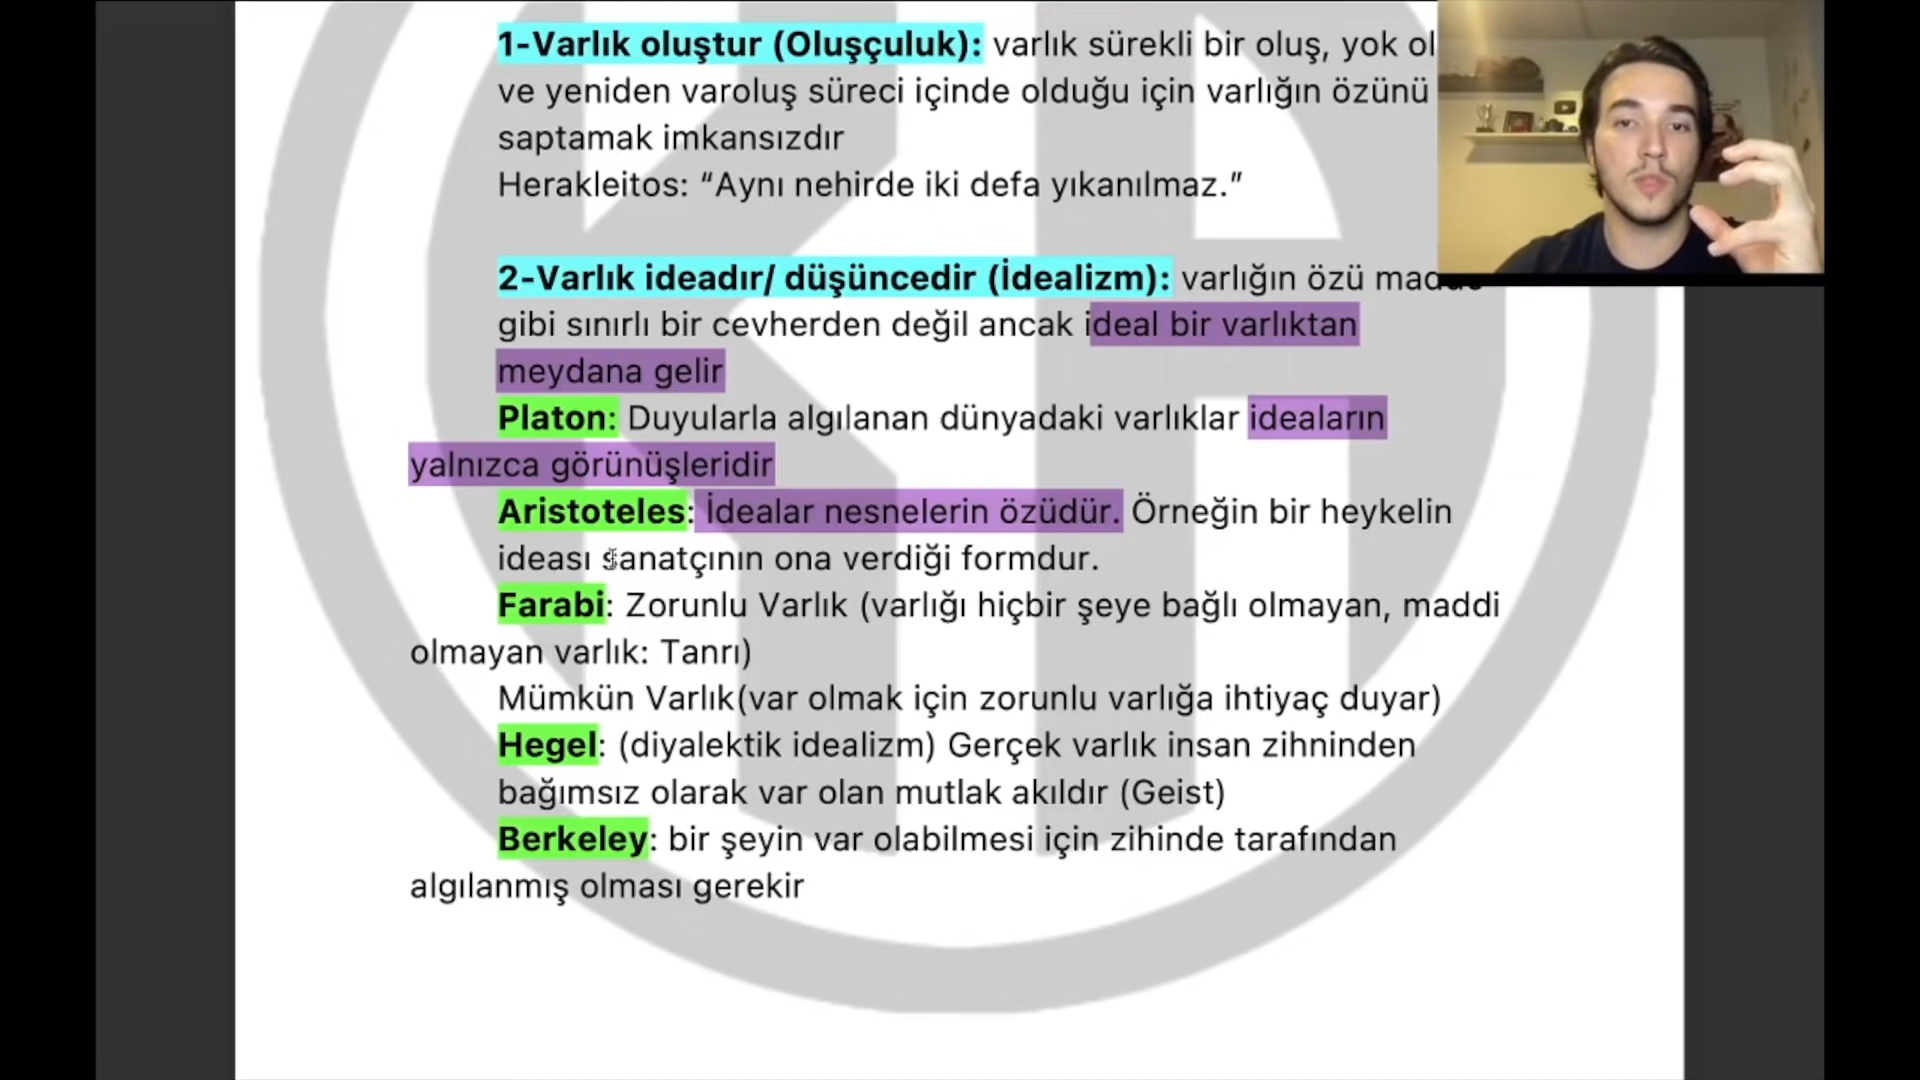 1-Varlık oluştur (Oluşçuluk): varlık sürekli bir oluş, yok
ve yeniden varoluş süreci içinde olduğu için varlığın özünü
saptamak imkansızdır
Herakleitos: “Aynı nehirde iki defa yıkanılmaz.”
2-Varlık ideadır/ düşüncedir (İdealizm): varlığın özü madde
gibi sınırlı bir cevherden değil ancak ideal bir varlıktan
meydana gelir
Platon: Duyularla algılanan dünyadaki varlıklar ideaların
yalnızca görünüşleridir
Aristoteles: İdealar nesnelerin özüdür. Örneğin bir heykelin
ideası sanatçının ona verdiği formdur.
Farabi: Zorunlu Varlık (varlığı hiçbir şeye bağlı olmayan, maddi
olmayan varlık: Tanrı)
Mümkün Varlık(var olmak için zorunlu varlığa ihtiyaç duyar)
Hegel: (diyalektik idealizm) Gerçek varlık insan zihninden
bağımsız olarak var olan mutlak akıldır (Geist)
Berkeley: bir şeyin var olabilmesi için zihinde tarafından
algılanmış olması gerekir